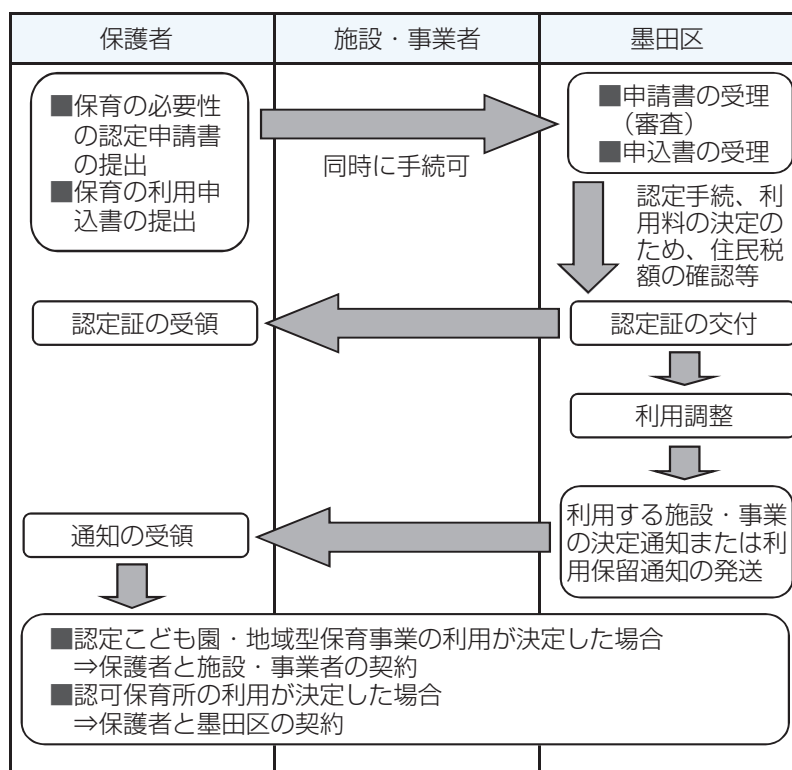 保護者
施設・事業者
墨田区
■保育の必要性
の認定申請書
の提出
■保育の利用申
込書の提出
同時に手続可
■申請書の受理
（審査）
■申込書の受理
認定手続、利
用料の決定の
ため、住民税
額の確認等
認定証の受領
認定証の交付
利用調整
通知の受領
利用する施設・事業
の決定通知または利
用保留通知の発送
■認定こども園・地域型保育事業の利用が決定した場合
⇒保護者と施設・事業者の契約
■認可保育所の利用が決定した場合
⇒保護者と墨田区の契約